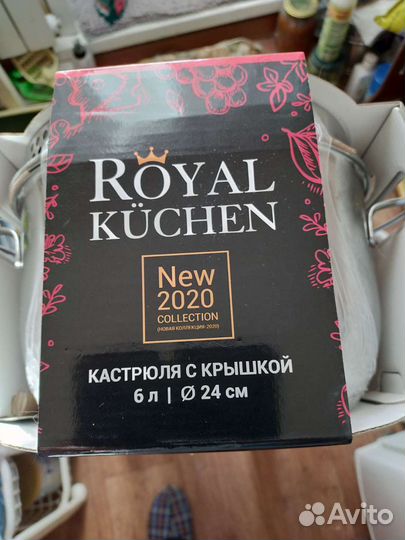 ROYAL
KÜCHEN
New
2020
COLLECTION
(НОВАЯ КОЛЛЕКЦИЯ-2020)
КАСТРЮЛЯ С КРЫШКОЙ
6 л | Ø 24 см
Avito